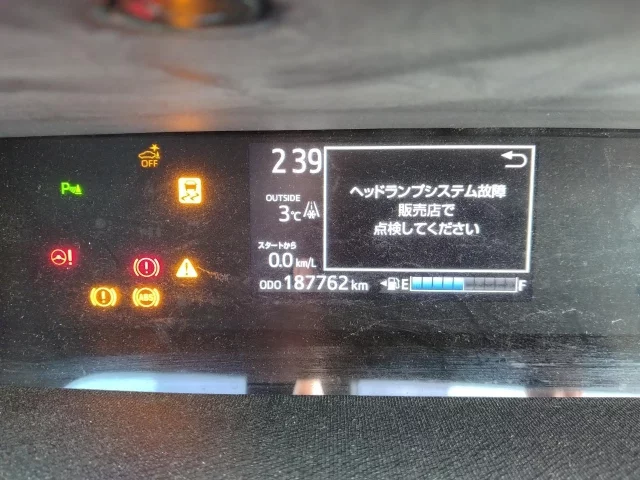 OFF
P
2 39
OUTSIDE
3℃
スタートから
0.0 km/L
ODO 187762 km
ヘッドランプシステム故障
販売店で
点検してください
E F
!
(!)
!
(!)
ABS